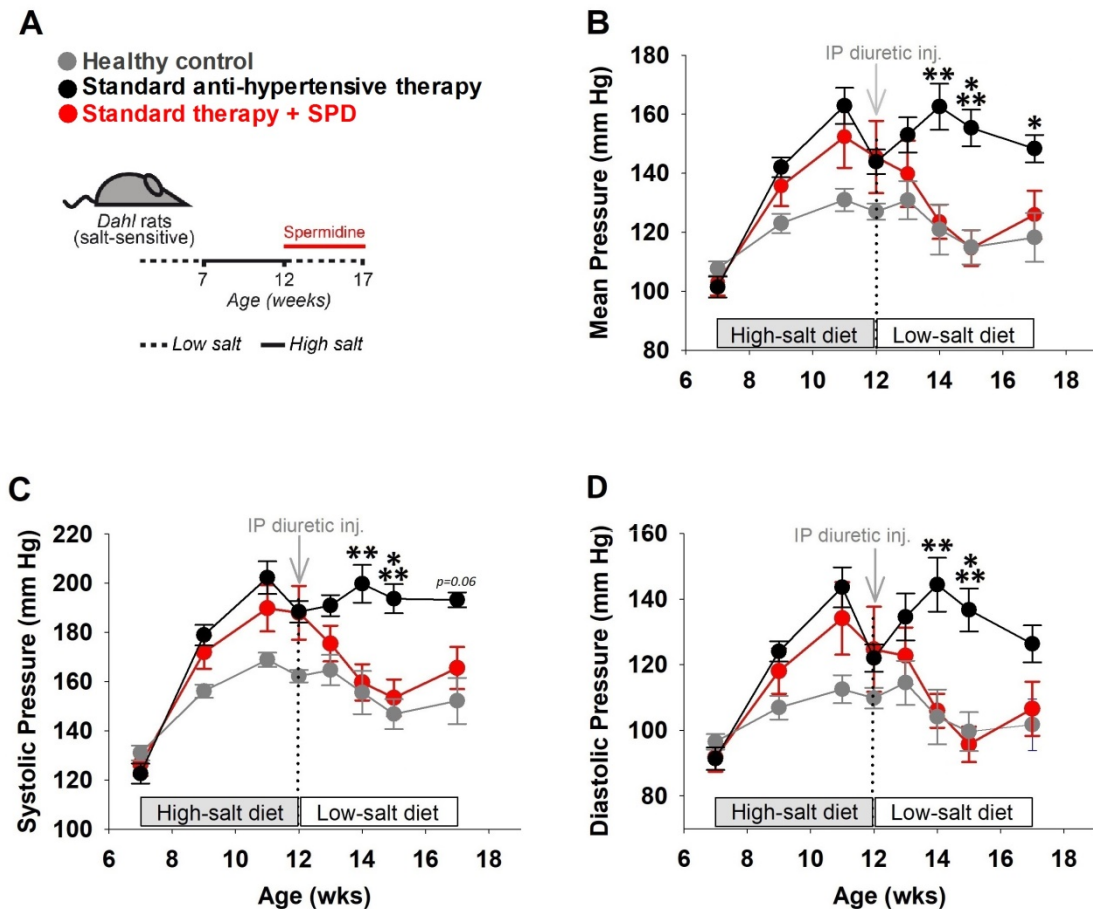 A
Healthy control
Standard anti-hypertensive therapy
Standard therapy + SPD
Dahl rats
(salt-sensitive)
Spermidine
7
12
17
Age (weeks)
Low salt
High salt
B
IP diuretic inj.
180
160
140
120
100
80
Mean Pressure (mm Hg)
**
*
**
*
High-salt diet
Low-salt diet
6 8 10 12 14 16 18
C
IP diuretic inj.
220
200
180
160
140
120
100
Systolic Pressure (mm Hg)
**
*
**
p=0.06
High-salt diet
Low-salt diet
6 8 10 12 14 16 18
Age (wks)
D
IP diuretic inj.
160
140
120
100
80
Diastolic Pressure (mm Hg)
**
*
**
High-salt diet
Low-salt diet
6 8 10 12 14 16 18
Age (wks)